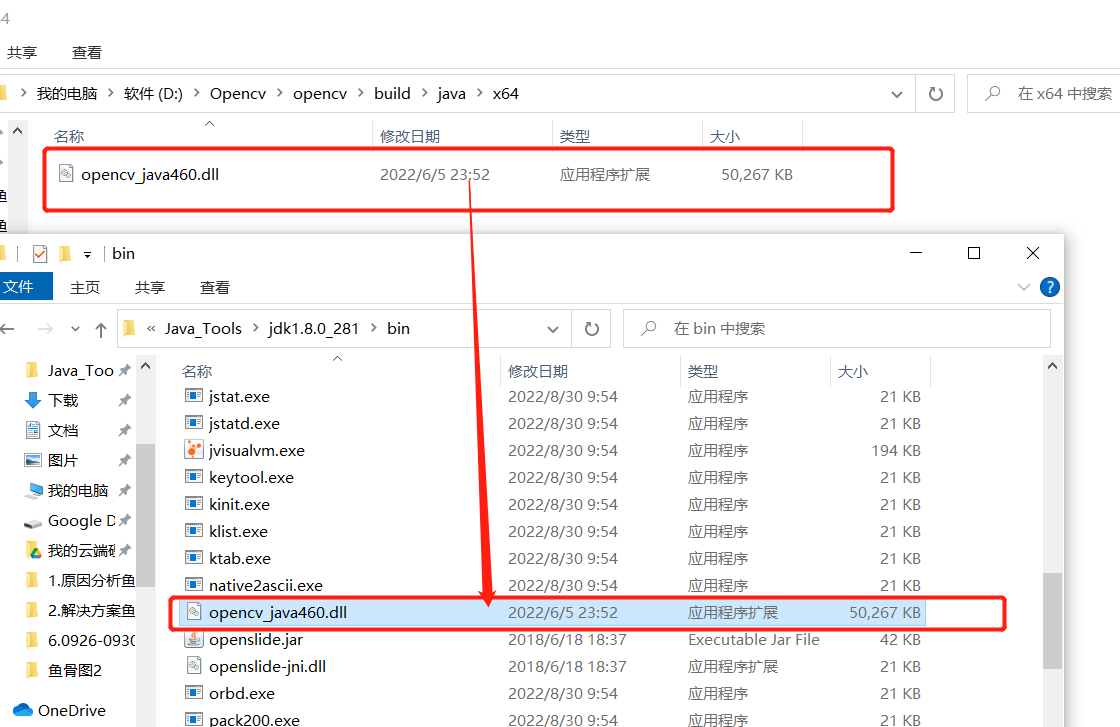 64
共享 查看
我的电脑 软件 (D:) Opencv opencv build java x64 在 x64 中搜索
名称 修改日期 类型 大小
opencv_java460.dll 2022/6/5 23:52 应用程序扩展 50,267 KB
bin
文件 主页 共享 查看
« Java_Tools jdk1.8.0_281 bin 在 bin 中搜索
名称 修改日期 类型 大小
Java_Too
下载
文档
图片
我的电脑
Google D
我的云端硬
1.原因分析鱼
2.解决方案鱼
6.0926-0930
鱼骨图2
OneDrive
jstat.exe 2022/8/30 9:54 应用程序 21 KB
jstatd.exe 2022/8/30 9:54 应用程序 21 KB
jvisualvm.exe 2022/8/30 9:54 应用程序 194 KB
keytool.exe 2022/8/30 9:54 应用程序 21 KB
kinit.exe 2022/8/30 9:54 应用程序 21 KB
klist.exe 2022/8/30 9:54 应用程序 21 KB
ktab.exe 2022/8/30 9:54 应用程序 21 KB
native2ascii.exe 2022/8/30 9:54 应用程序 21 KB
opencv_java460.dll 2022/6/5 23:52 应用程序扩展 50,267 KB
openslide.jar 2018/6/18 18:37 Executable Jar File 42 KB
openslide-jni.dll 2018/6/18 18:37 应用程序扩展 21 KB
orbd.exe 2022/8/30 9:54 应用程序 21 KB
pack200.exe 2022/8/30 9:54 应用程序 21 KB